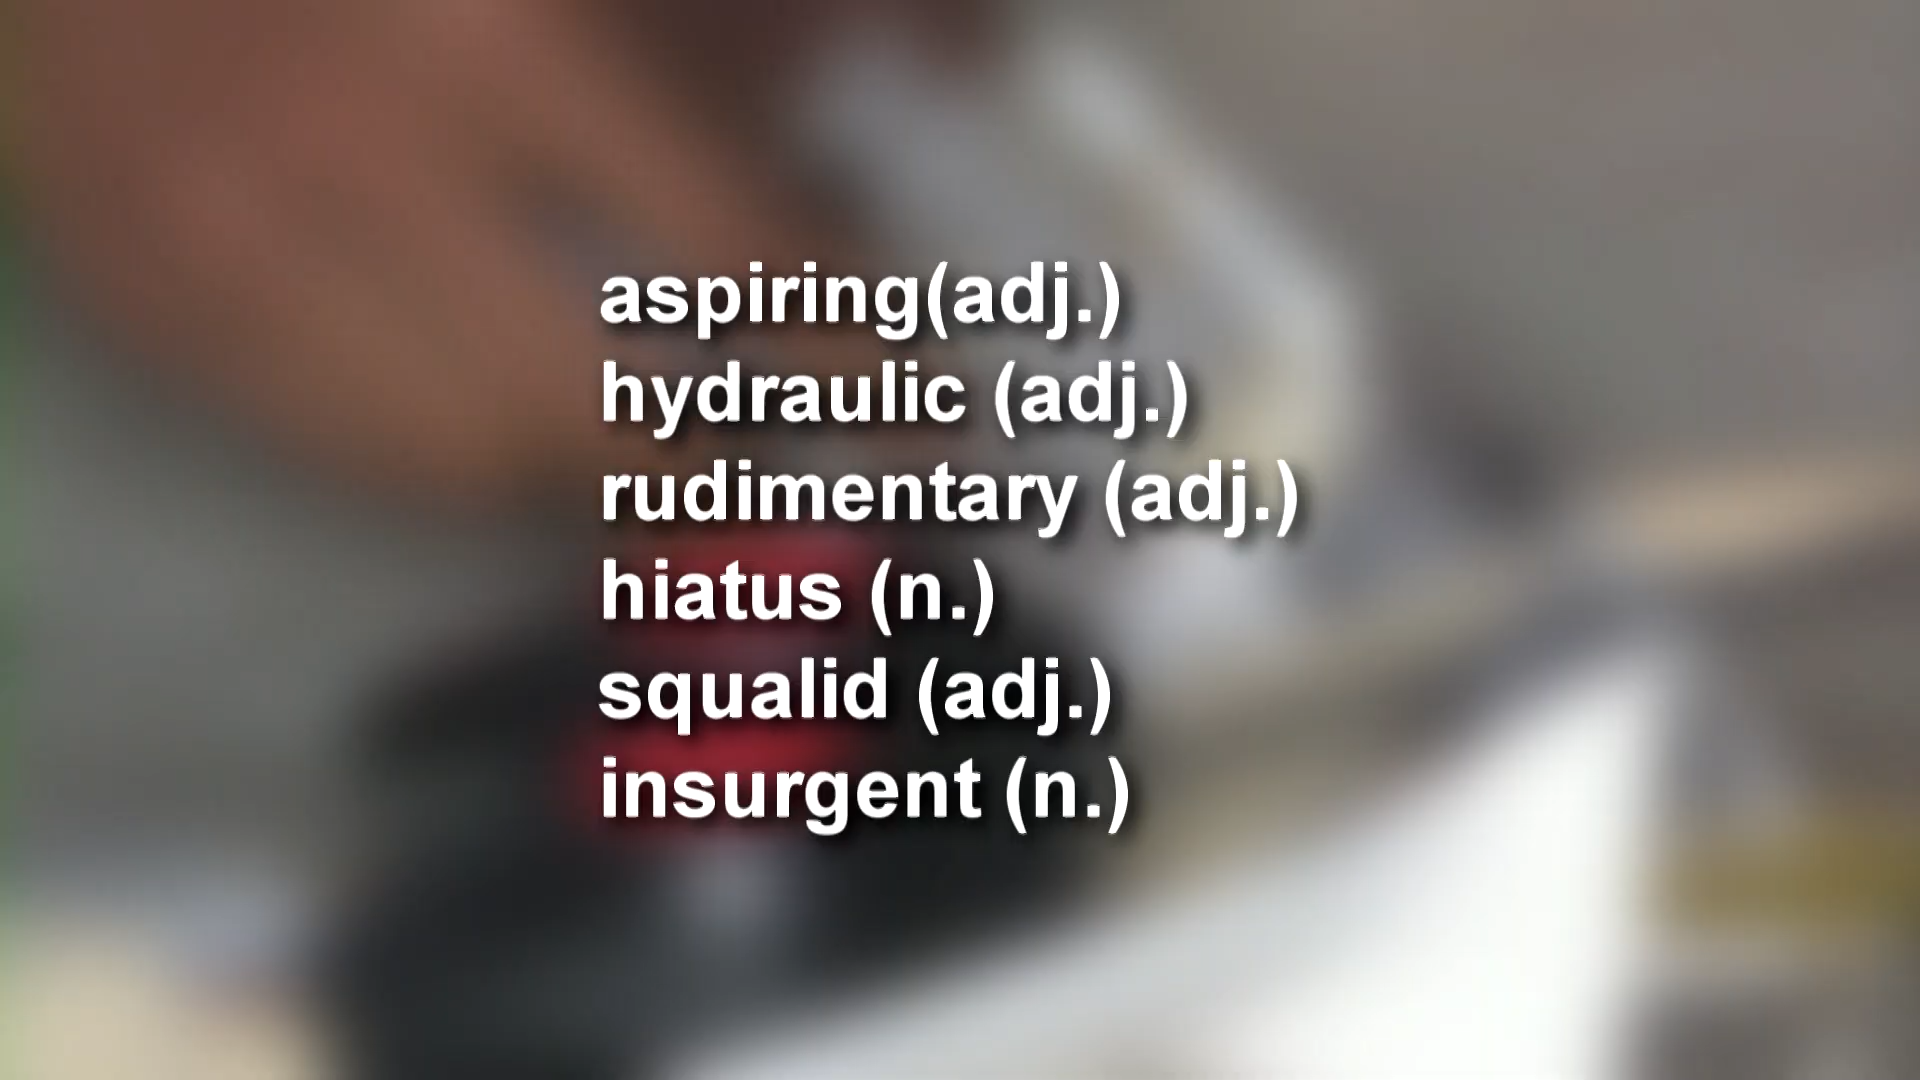 aspiring(adj.)
hydraulic (adj.)
rudimentary (adj.)
hiatus (n.)
squalid (adj.)
insurgent (n.)